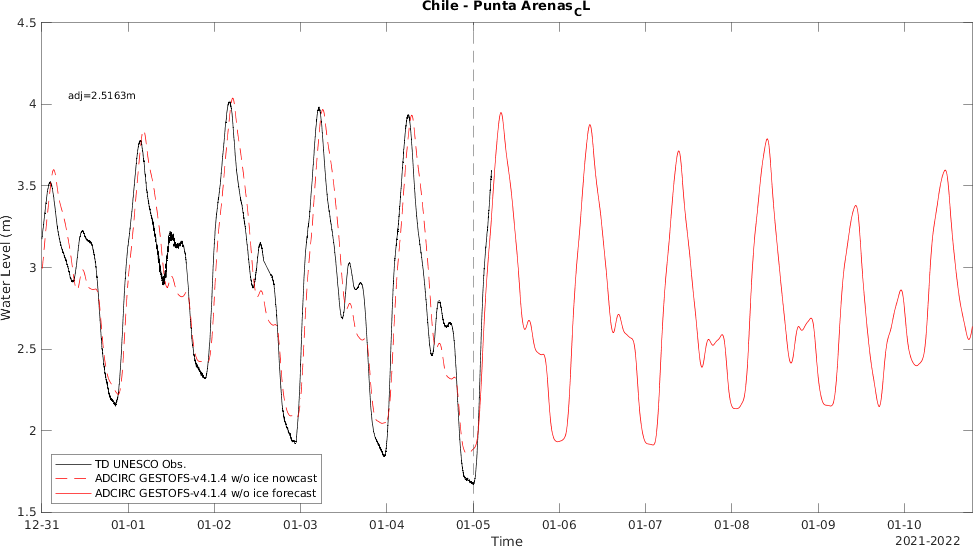 Chile - Punta Arenas_CL
4.5
4
3.5
3
2.5
2
1.5
Water Level (m)
adj=2.5163m
TD UNESCO Obs.
ADCIRC GESTOFS-v4.1.4 w/o ice nowcast
ADCIRC GESTOFS-v4.1.4 w/o ice forecast
12-31 01-01 01-02 01-03 01-04 01-05 01-06 01-07 01-08 01-09 01-10
Time
2021-2022